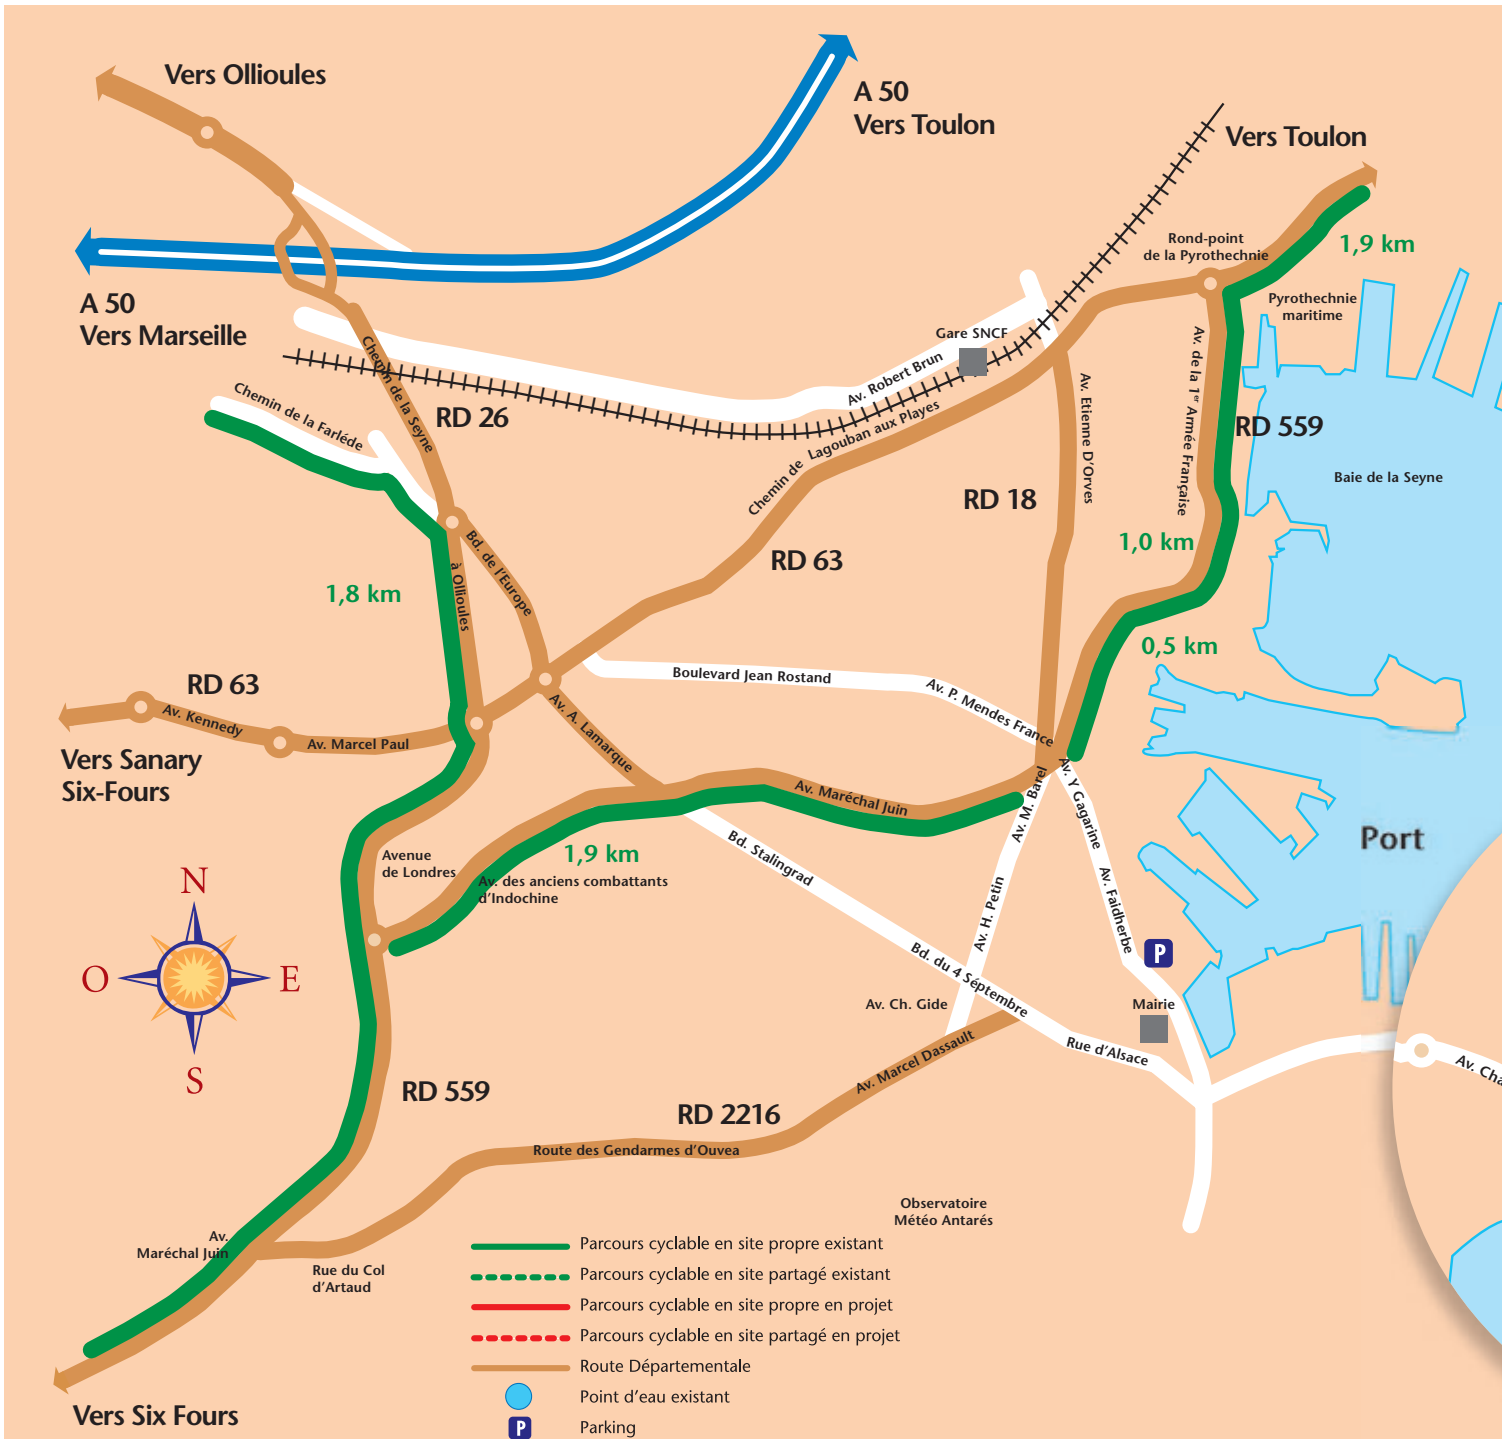 Vers Ollioules
A 50
Vers Toulon
Vers Toulon
Rond-point
de la Pyrothechnie
1,9 km
A 50
Vers Marseille
Pyrothechnie
maritime
Gare SNCF
Chemin de la Seyne
Av. Robert Brun
Av. de la 1er Armée Française
Av. Etienne D'Orves
Chemin de la Farléde
RD 26
Chemin de Lagouban aux Playes
RD 559
Baie de la Seyne
RD 18
Bd. de l'Europe
1,0 km
RD 63
à Ollioules
1,8 km
0,5 km
RD 63
Boulevard Jean Rostand
Av. P. Mendes France
Av. Kennedy
Av. Marcel Paul
Av. A. Lamarque
Vers Sanary
Six-Fours
Av. Maréchal Juin
Av. M. Barel
Av. Y Gagarine
Port
Avenue
de Londres
1,9 km
Bd. Stalingrad
Av. des anciens combattants
d'Indochine
Av. H. Petin
Av. Faidherbe
N
O
E
S
P
Bd. du 4 Séptembre
Av. Ch. Gide
Mairie
Rue d'Alsace
Av. Marcel Dassault
Av. Cha
RD 559
RD 2216
Route des Gendarmes d'Ouvea
Observatoire
Météo Antarés
Av.
Maréchal Juin
Rue du Col
d'Artaud
Parcours cyclable en site propre existant
Parcours cyclable en site partagé existant
Parcours cyclable en site propre en projet
Parcours cyclable en site partagé en projet
Route Départementale
Point d'eau existant
P Parking
Vers Six Fours